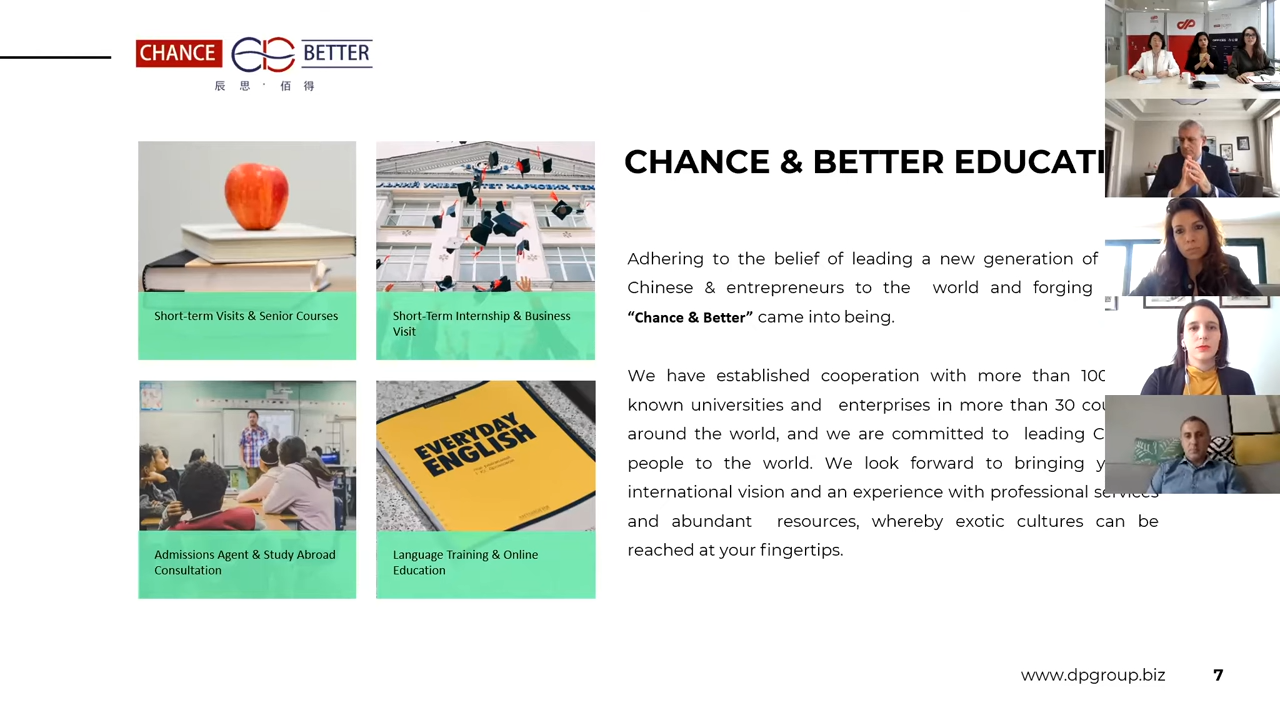 CHANCE BETTER
辰思·佰得
CHANCE & BETTER
Short-term Visits & Senior Courses
Short-Term Internship & Business
Visit
Admissions Agent & Study Abroad
Consultation
EVERYDAY
ENGLISH
Language Training & Online
Education
Adhering to the belief of leading a new generation of
Chinese & entrepreneurs to the world and forging
“Chance & Better” came into being.
We have established cooperation with more than 100
known universities and enterprises in more than 30
around the world, and we are committed to leading
people to the world. We look forward to bringing
international vision and an experience with professional services
and abundant resources, whereby exotic cultures can be
reached at your fingertips.
www.dpgroup.biz 7